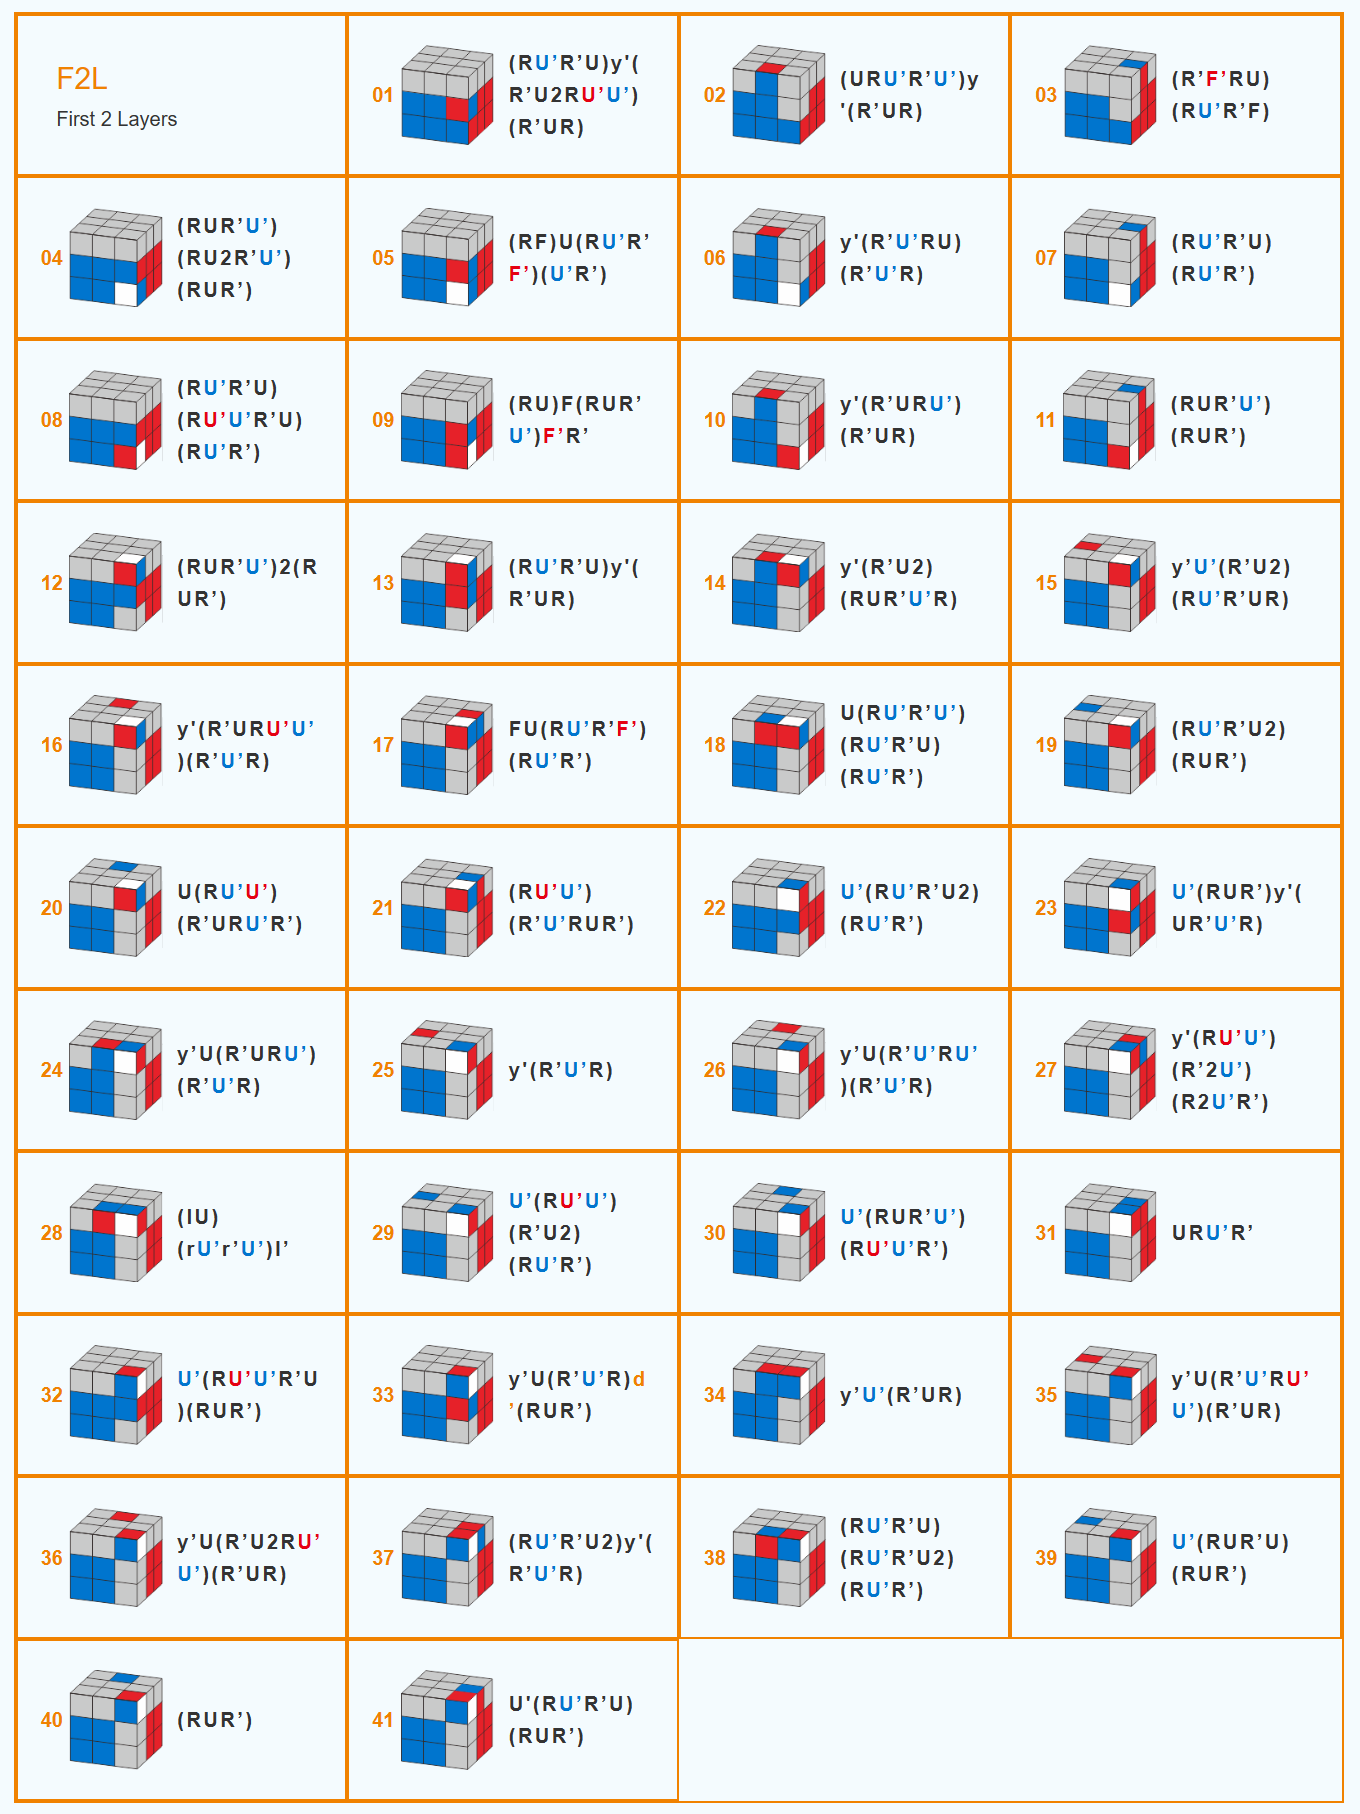 F2L
First 2 Layers
01
(RU’R’U)y'(
R’U2RU’U’)
(R’UR)
02
(URU’R’U’)y
'(R’UR)
03
(R’F’RU)
(RU’R’F)
04
(RUR’U’)
(RU2R’U’)
(RUR’)
05
(RF)U(RU’R’
F’)(U’R’)
06
y'(R’U’RU)
(R’U’R)
07
(RU’R’U)
(RU’R’)
08
(RU’R’U)
(RU’U’R’U)
(RU’R’)
09
(RU)F(RUR’
U’)F’R’
10
y'(R’URU’)
(R’UR)
11
(RUR’U’)
(RUR’)
12
(RUR’U’)2(R
UR’)
13
(RU’R’U)y'(
R’UR)
14
y'(R’U2)
(RUR’U’R)
15
y’U’(R’U2)
(RU’R’UR)
16
y'(R’URU’U’
)(R’U’R)
17
FU(RU’R’F’)
(RU’R’)
18
U(RU’R’U’)
(RU’R’U)
(RU’R’)
19
(RU’R’U2)
(RUR’)
20
U(RU’U’)
(R’URU’R’)
21
(RU’U’)
(R’U’RUR’)
22
U’(RU’R’U2)
(RU’R’)
23
U’(RUR’)y'(
UR’U’R)
24
y’U(R’URU’)
(R’U’R)
25
y'(R’U’R)
26
y’U(R’U’RU’
)(R’U’R)
27
y'(RU’U’)
(R’2U’)
(R2U’R’)
28
(lU)
(rU’r’U’)l’
29
U’(RU’U’)
(R’U2)
(RU’R’)
30
U’(RUR’U’)
(RU’U’R’)
31
URU’R’
32
U’(RU’U’R’U
)(RUR’)
33
y’U(R’U’R)d
’(RUR’)
34
y’U’(R’UR)
35
y’U(R’U’RU’
U’)(R’UR)
36
y’U(R’U2RU’
U’)(R’UR)
37
(RU’R’U2)y'(
R’U’R)
38
(RU’R’U)
(RU’R’U2)
(RU’R’)
39
U’(RUR’U)
(RUR’)
40
(RUR’)
41
U'(RU’R’U)
(RUR’)